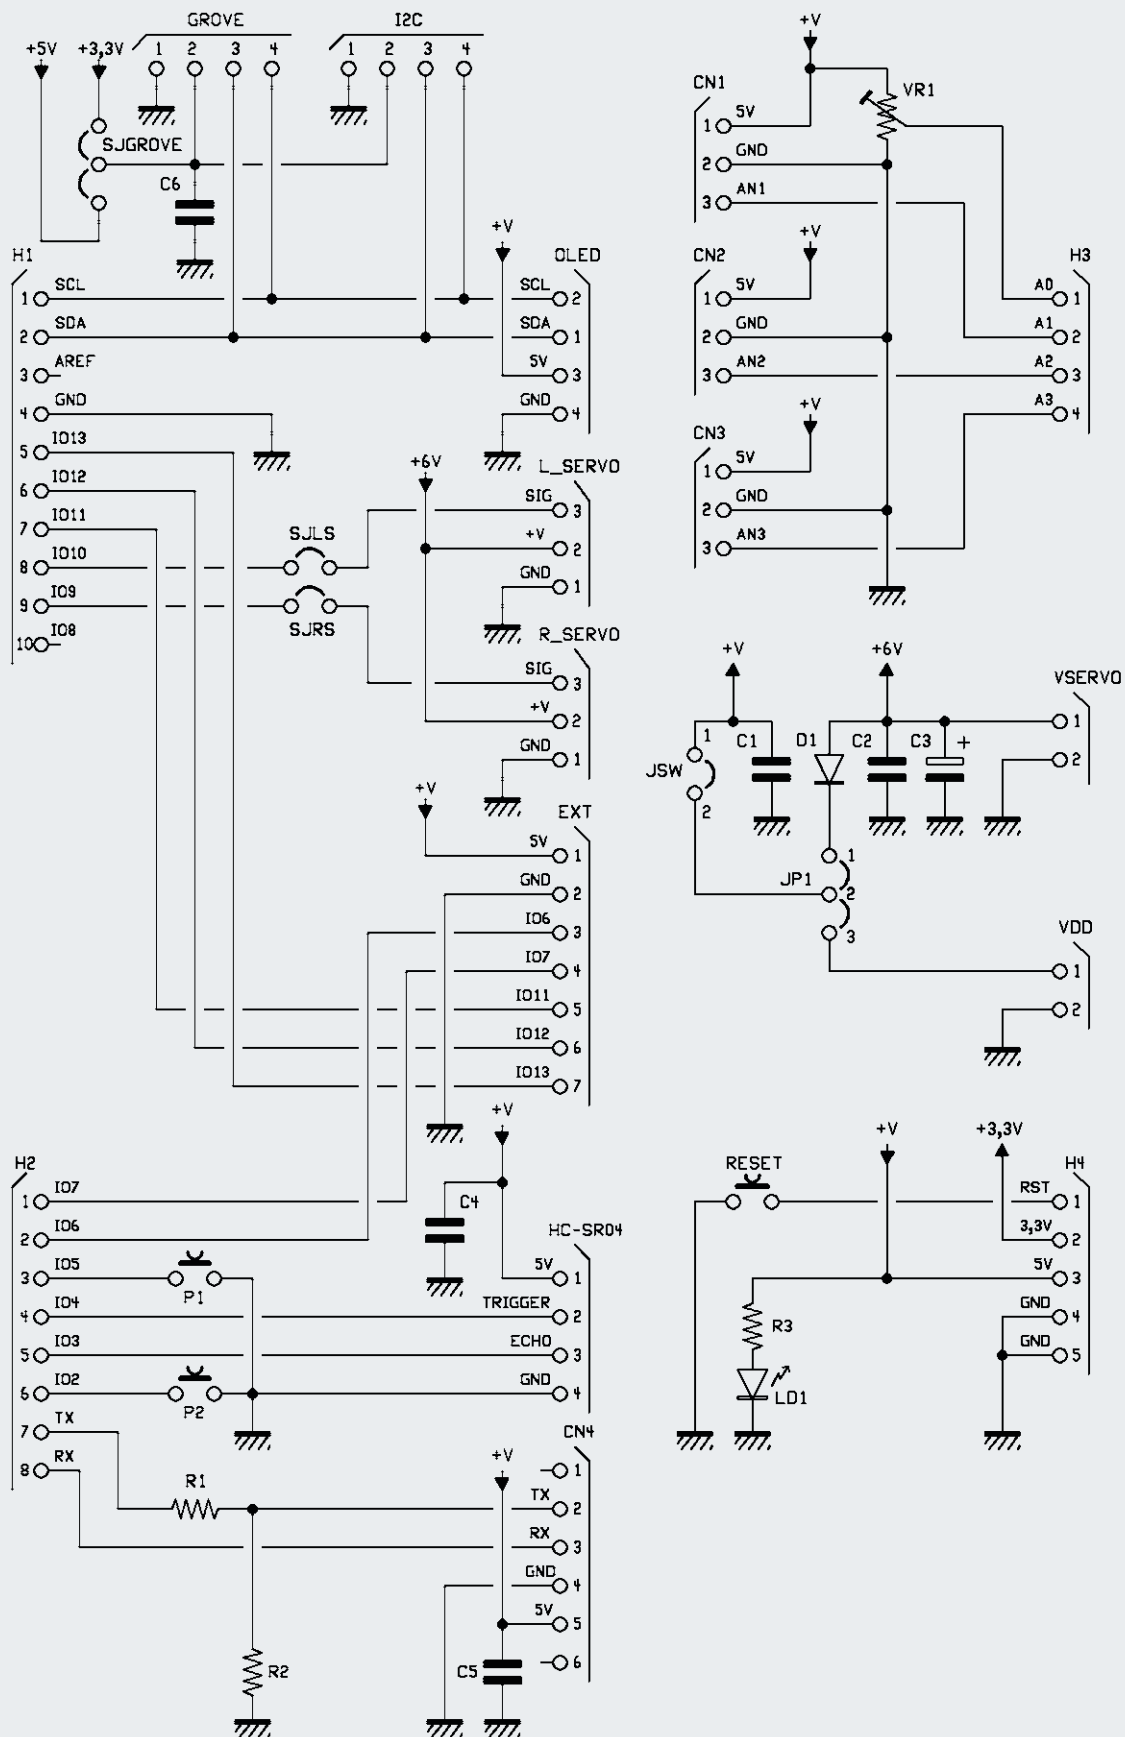 GROVE
I2C
+5V
+3,3V
1 2 3 4
1 2 3 4
SJGROVE
C6
H1
1 SCL
2 SDA
3 AREF
4 GND
5 IO13
6 IO12
7 IO11
8 IO10
9 IO9
10 IO8
+V
OLED
SCL 2
SDA 1
5V 3
GND 4
+6V
L_SERVO
SIG 3
+V 2
GND 1
SJLS
SJRS
R_SERVO
SIG 3
+V 2
GND 1
+V
EXT
5V 1
GND 2
IO6 3
IO7 4
IO11 5
IO12 6
IO13 7
H2
1 IO7
2 IO6
3 IO5
4 IO4
5 IO3
6 IO2
7 TX
8 RX
P1
P2
+V
C4
HC-SR04
5V 1
TRIGGER 2
ECHO 3
GND 4
R1
R2
+V
CN4
1
TX 2
RX 3
GND 4
5V 5
6
C5
+V
VR1
CN1
1 5V
2 GND
3 AN1
+V
CN2
1 5V
2 GND
3 AN2
+V
CN3
1 5V
2 GND
3 AN3
H3
A0 1
A1 2
A2 3
A3 4
+V
+6V
VSERVO
1
2
1
JSW
2
C1
D1
C2
C3
+
1
JP1 2
3
VDD
1
2
+V
+3,3V
RESET
H4
RST 1
3,3V 2
5V 3
GND 4
GND 5
R3
LD1